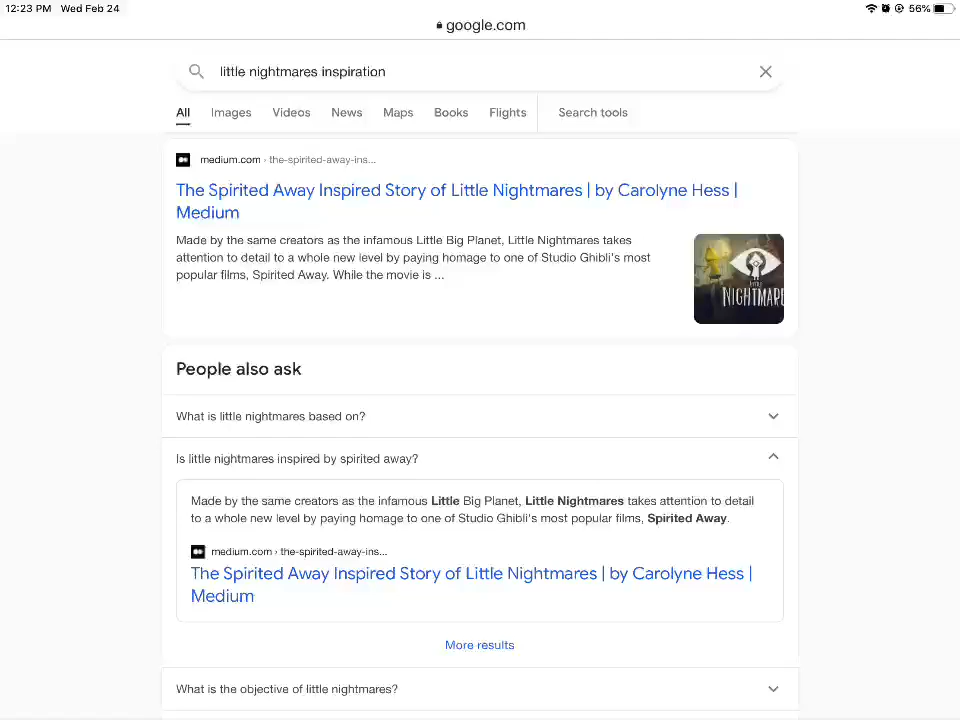 12:23 PM Wed Feb 24
56%
google.com
little nightmares inspiration
All Images Videos News Maps Books Flights Search tools
medium.com › the-spirited-away-ins...
The Spirited Away Inspired Story of Little Nightmares | by Carolyne Hess |
Medium
Made by the same creators as the infamous Little Big Planet, Little Nightmares takes
attention to detail to a whole new level by paying homage to one of Studio Ghibli's most
popular films, Spirited Away. While the movie is ...
LITTLE
NIGHTMARE
People also ask
What is little nightmares based on?
Is little nightmares inspired by spirited away?
Made by the same creators as the infamous Little Big Planet, Little Nightmares takes attention to detail
to a whole new level by paying homage to one of Studio Ghibli's most popular films, Spirited Away.
medium.com › the-spirited-away-ins...
The Spirited Away Inspired Story of Little Nightmares | by Carolyne Hess |
Medium
More results
What is the objective of little nightmares?